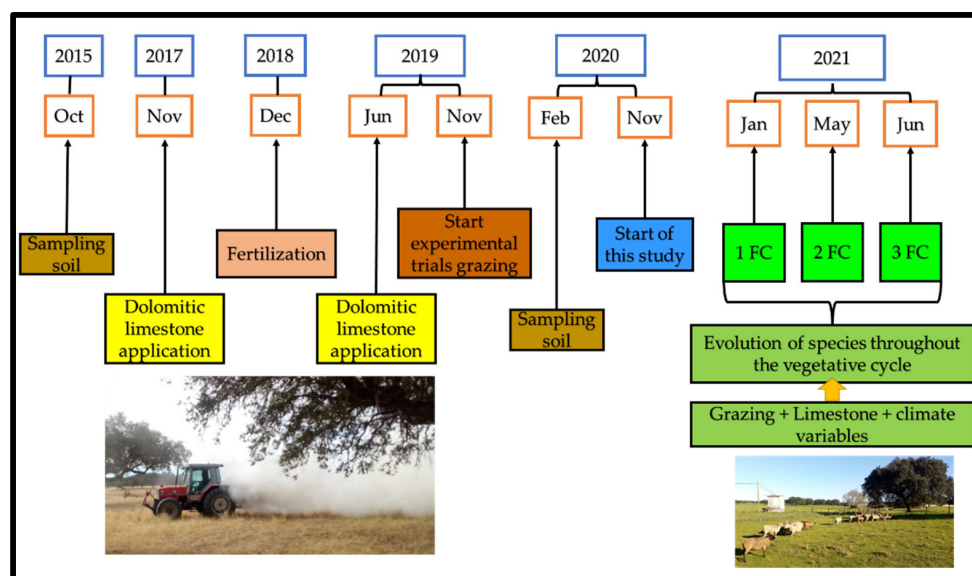 2015
2017
2018
2019
2020
2021
Oct
Nov
Dec
Jun
Nov
Feb
Nov
Jan
May
Jun
Sampling
soil
Fertilization
Start
experimental
trials grazing
Start of
this study
1 FC
2 FC
3 FC
Dolomitic
limestone
application
Dolomitic
limestone
application
Sampling
soil
Evolution of species throughout
the vegetative cycle
Grazing + Limestone + climate
variables